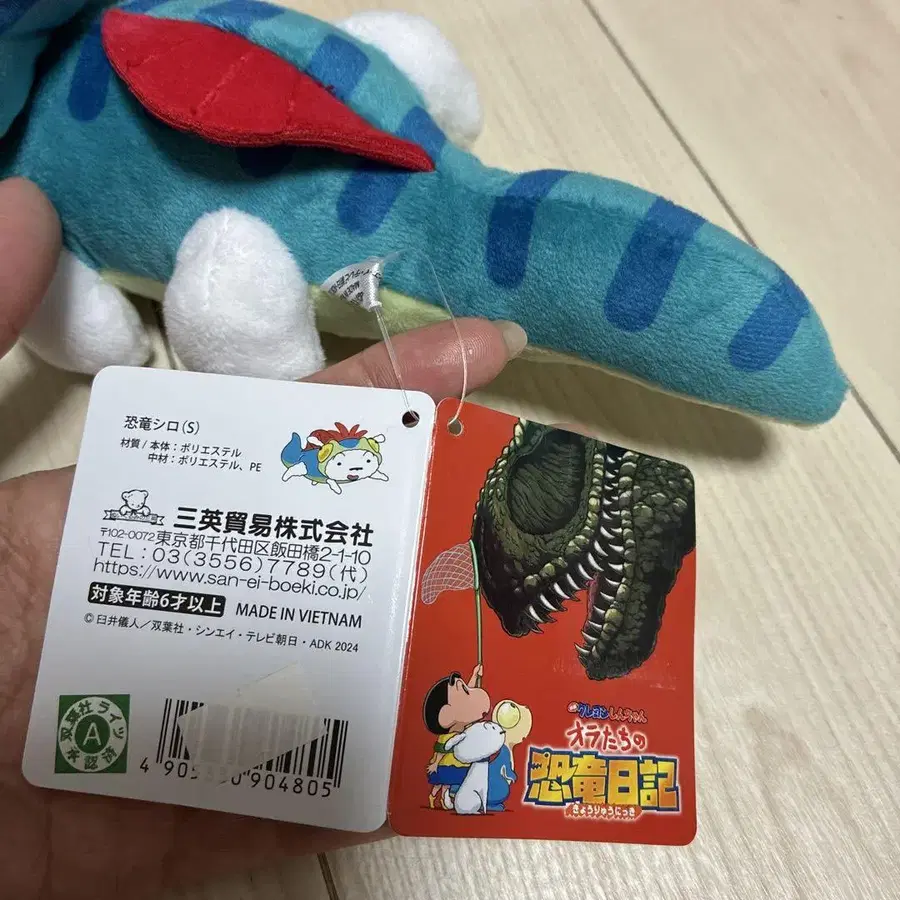 恐竜シロ(S)
材質/本体:ポリエステル
中材:ポリエステル、PE
三英貿易株式会社
〒102-0072東京都千代田区飯田橋2-1-10
TEL:03(3556)7789(代)
https://www.san-ei-boeki.co.jp/
対象年齢6才以上 MADE IN VIETNAM
©臼井儀人/双葉社・シンエイ・テレビ朝日・ADK 2024
双葉社ライツ
A
承認済
クレヨンしんちゃん
オラたちの
恐竜日記
きょうりゅうにっき